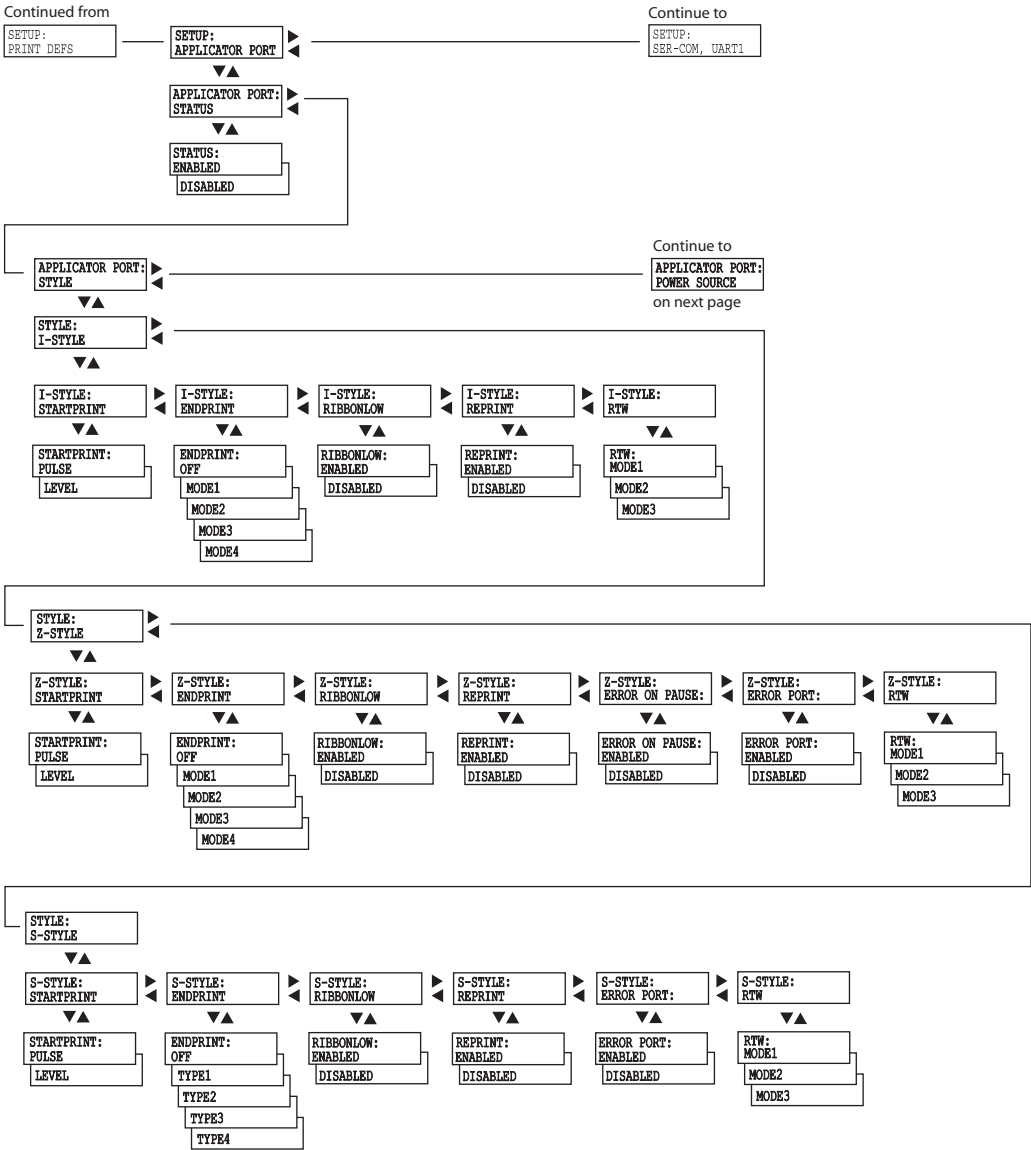 Continued from
SETUP:
PRINT DEFS
SETUP:
APPLICATOR PORT
Continue to
SETUP:
SER-COM, UART1
APPLICATOR PORT:
STATUS
STATUS:
ENABLED
DISABLED
APPLICATOR PORT:
STYLE
Continue to
APPLICATOR PORT:
POWER SOURCE
on next page
STYLE:
I-STYLE
I-STYLE:
STARTPRINT
I-STYLE:
ENDPRINT
I-STYLE:
RIBBONLOW
I-STYLE:
REPRINT
I-STYLE:
RTW
STARTPRINT:
PULSE
LEVEL
ENDPRINT:
OFF
MODE1
MODE2
MODE3
MODE4
RIBBONLOW:
ENABLED
DISABLED
REPRINT:
ENABLED
DISABLED
RTW:
MODE1
MODE2
MODE3
STYLE:
Z-STYLE
Z-STYLE:
STARTPRINT
Z-STYLE:
ENDPRINT
Z-STYLE:
RIBBONLOW
Z-STYLE:
REPRINT
Z-STYLE:
ERROR ON PAUSE:
Z-STYLE:
ERROR PORT:
Z-STYLE:
RTW
STARTPRINT:
PULSE
LEVEL
ENDPRINT:
OFF
MODE1
MODE2
MODE3
MODE4
RIBBONLOW:
ENABLED
DISABLED
REPRINT:
ENABLED
DISABLED
ERROR ON PAUSE:
ENABLED
DISABLED
ERROR PORT:
ENABLED
DISABLED
RTW:
MODE1
MODE2
MODE3
STYLE:
S-STYLE
S-STYLE:
STARTPRINT
S-STYLE:
ENDPRINT
S-STYLE:
RIBBONLOW
S-STYLE:
REPRINT
S-STYLE:
ERROR PORT:
S-STYLE:
RTW
STARTPRINT:
PULSE
LEVEL
ENDPRINT:
OFF
TYPE1
TYPE2
TYPE3
TYPE4
RIBBONLOW:
ENABLED
DISABLED
REPRINT:
ENABLED
DISABLED
ERROR PORT:
ENABLED
DISABLED
RTW:
MODE1
MODE2
MODE3